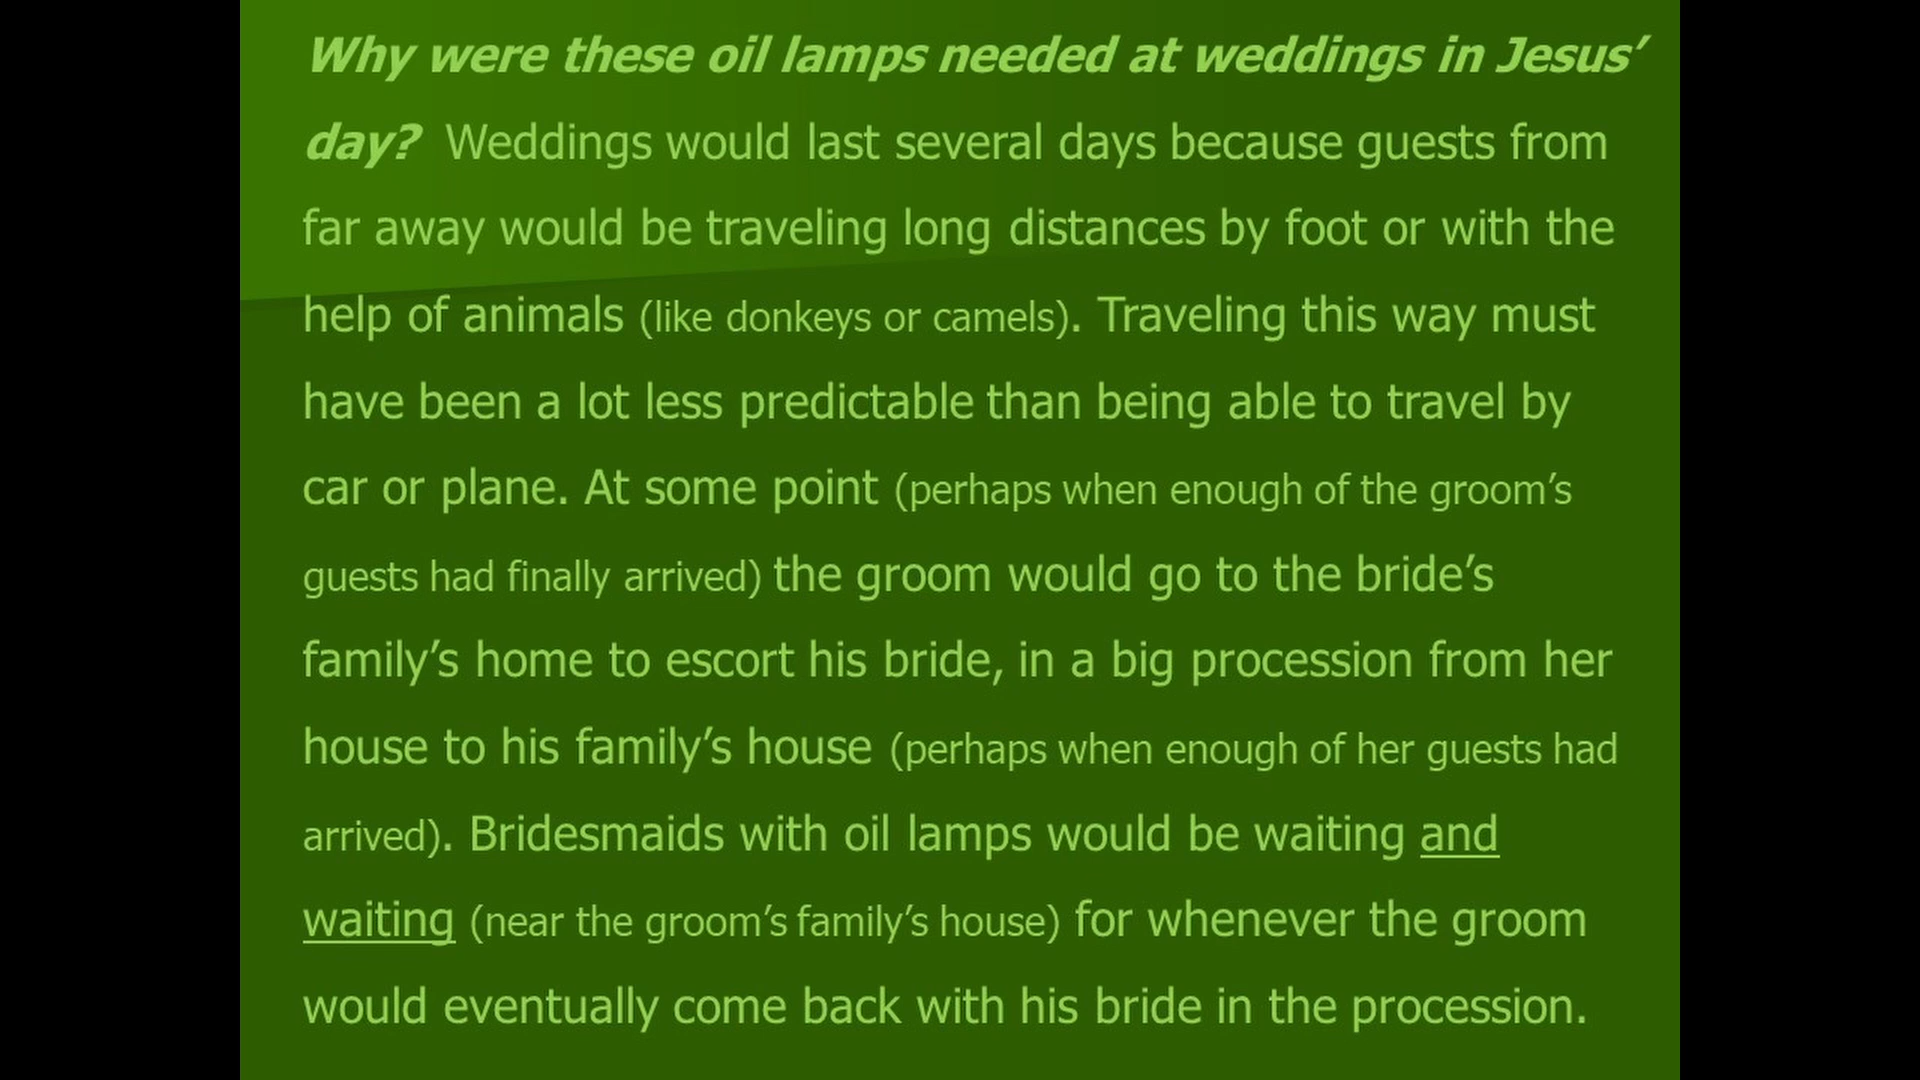 Why were these oil lamps needed at weddings in Jesus’
day? Weddings would last several days because guests from
far away would be traveling long distances by foot or with the
help of animals (like donkeys or camels). Traveling this way must
have been a lot less predictable than being able to travel by
car or plane. At some point (perhaps when enough of the groom’s
guests had finally arrived) the groom would go to the bride’s
family’s home to escort his bride, in a big procession from her
house to his family’s house (perhaps when enough of her guests had
arrived). Bridesmaids with oil lamps would be waiting and
waiting (near the groom’s family’s house) for whenever the groom
would eventually come back with his bride in the procession.